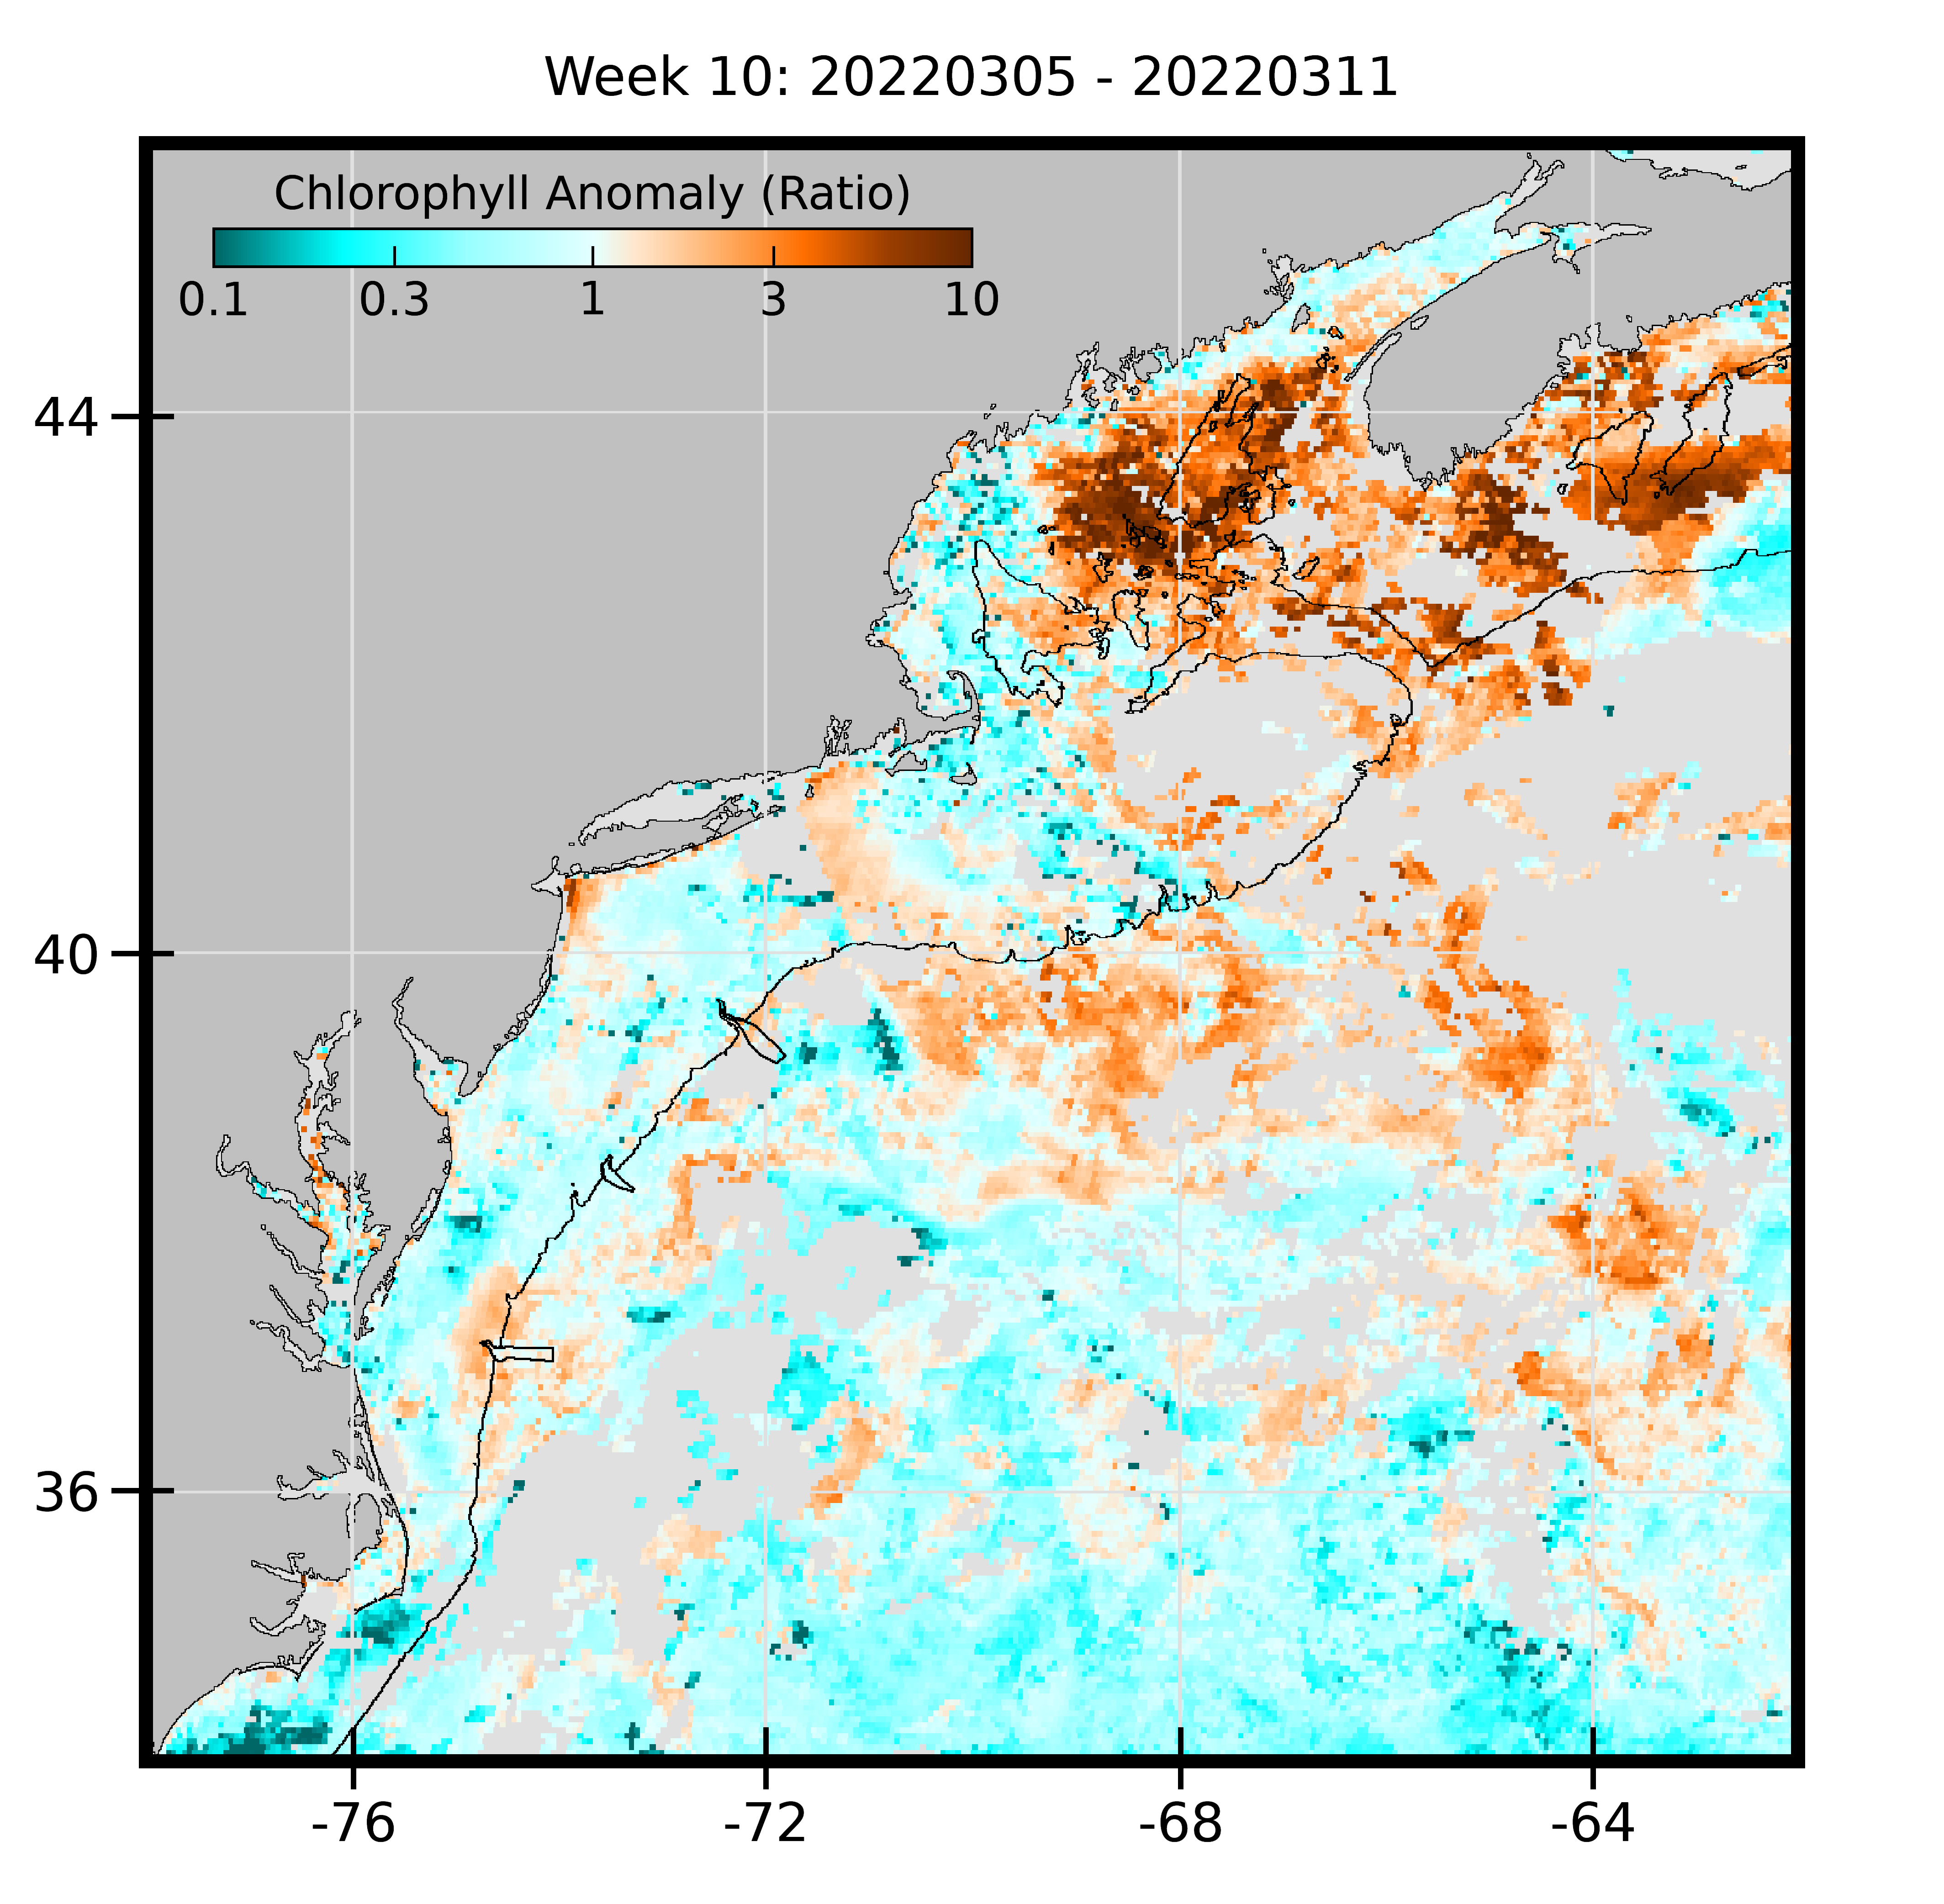 Week 10: 20220305 - 20220311
Chlorophyll Anomaly (Ratio)
0.1 0.3 1 3 10
44
40
36
-76 -72 -68 -64